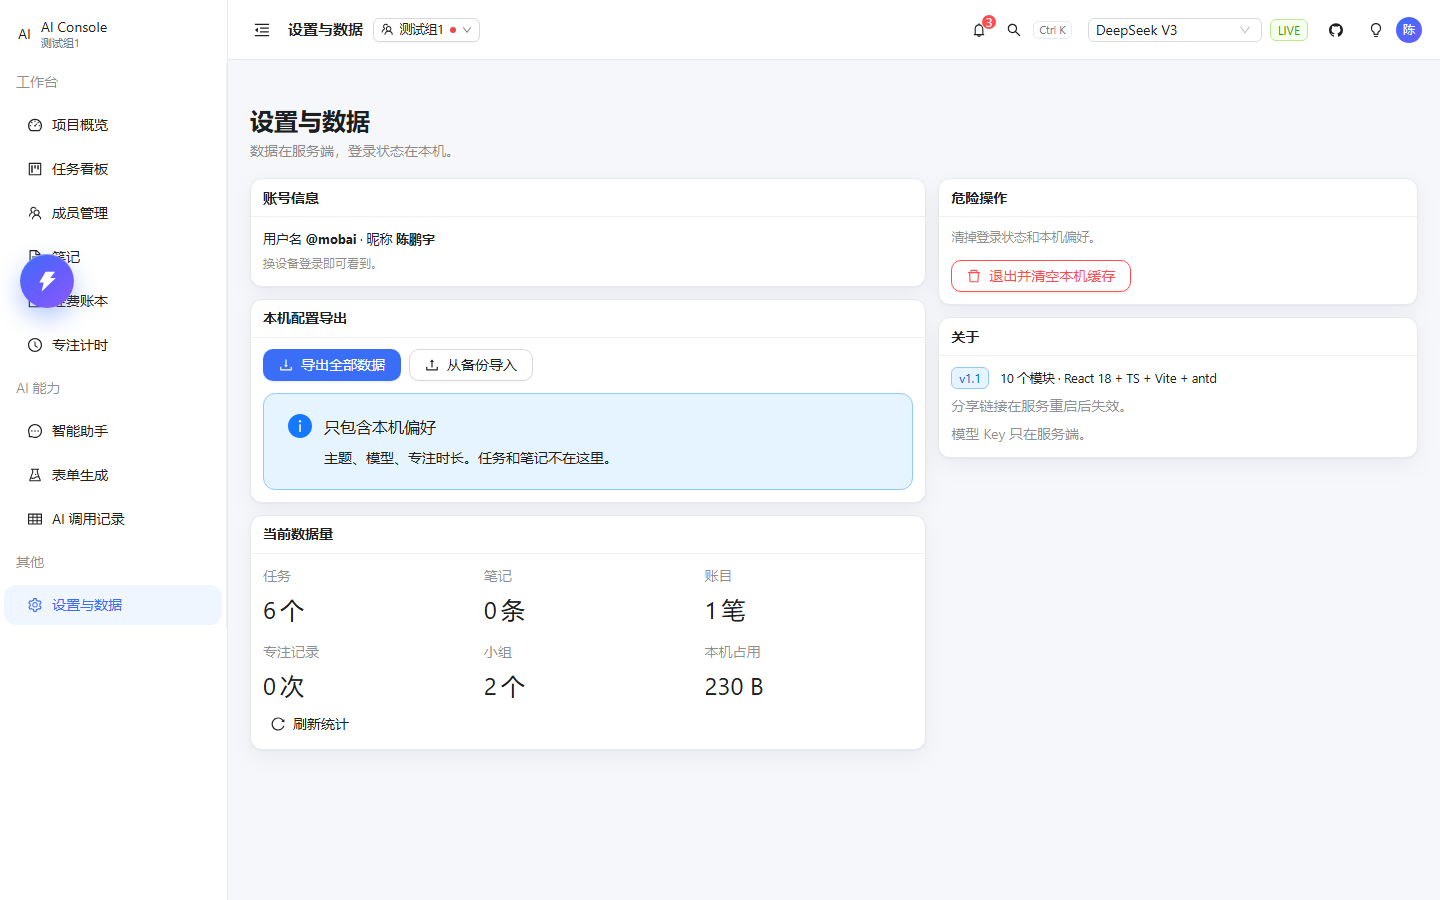 AI
AI Console
测试组1
工作台
项目概览
任务看板
成员管理
笔记
费账本
专注计时
AI 能力
智能助手
表单生成
AI 调用记录
其他
设置与数据
设置与数据
测试组1
3
Ctrl K
DeepSeek V3
LIVE
陈
设置与数据
数据在服务端，登录状态在本机。
账号信息
用户名 @mobai · 昵称 陈鹏宇
换设备登录即可看到。
本机配置导出
导出全部数据
从备份导入
只包含本机偏好
主题、模型、专注时长。任务和笔记不在这里。
当前数据量
任务
笔记
账目
6 个
0 条
1 笔
专注记录
小组
本机占用
0 次
2 个
230 B
刷新统计
危险操作
清掉登录状态和本机偏好。
退出并清空本机缓存
关于
v1.1
10 个模块 · React 18 + TS + Vite + antd
分享链接在服务重启后失效。
模型 Key 只在服务端。